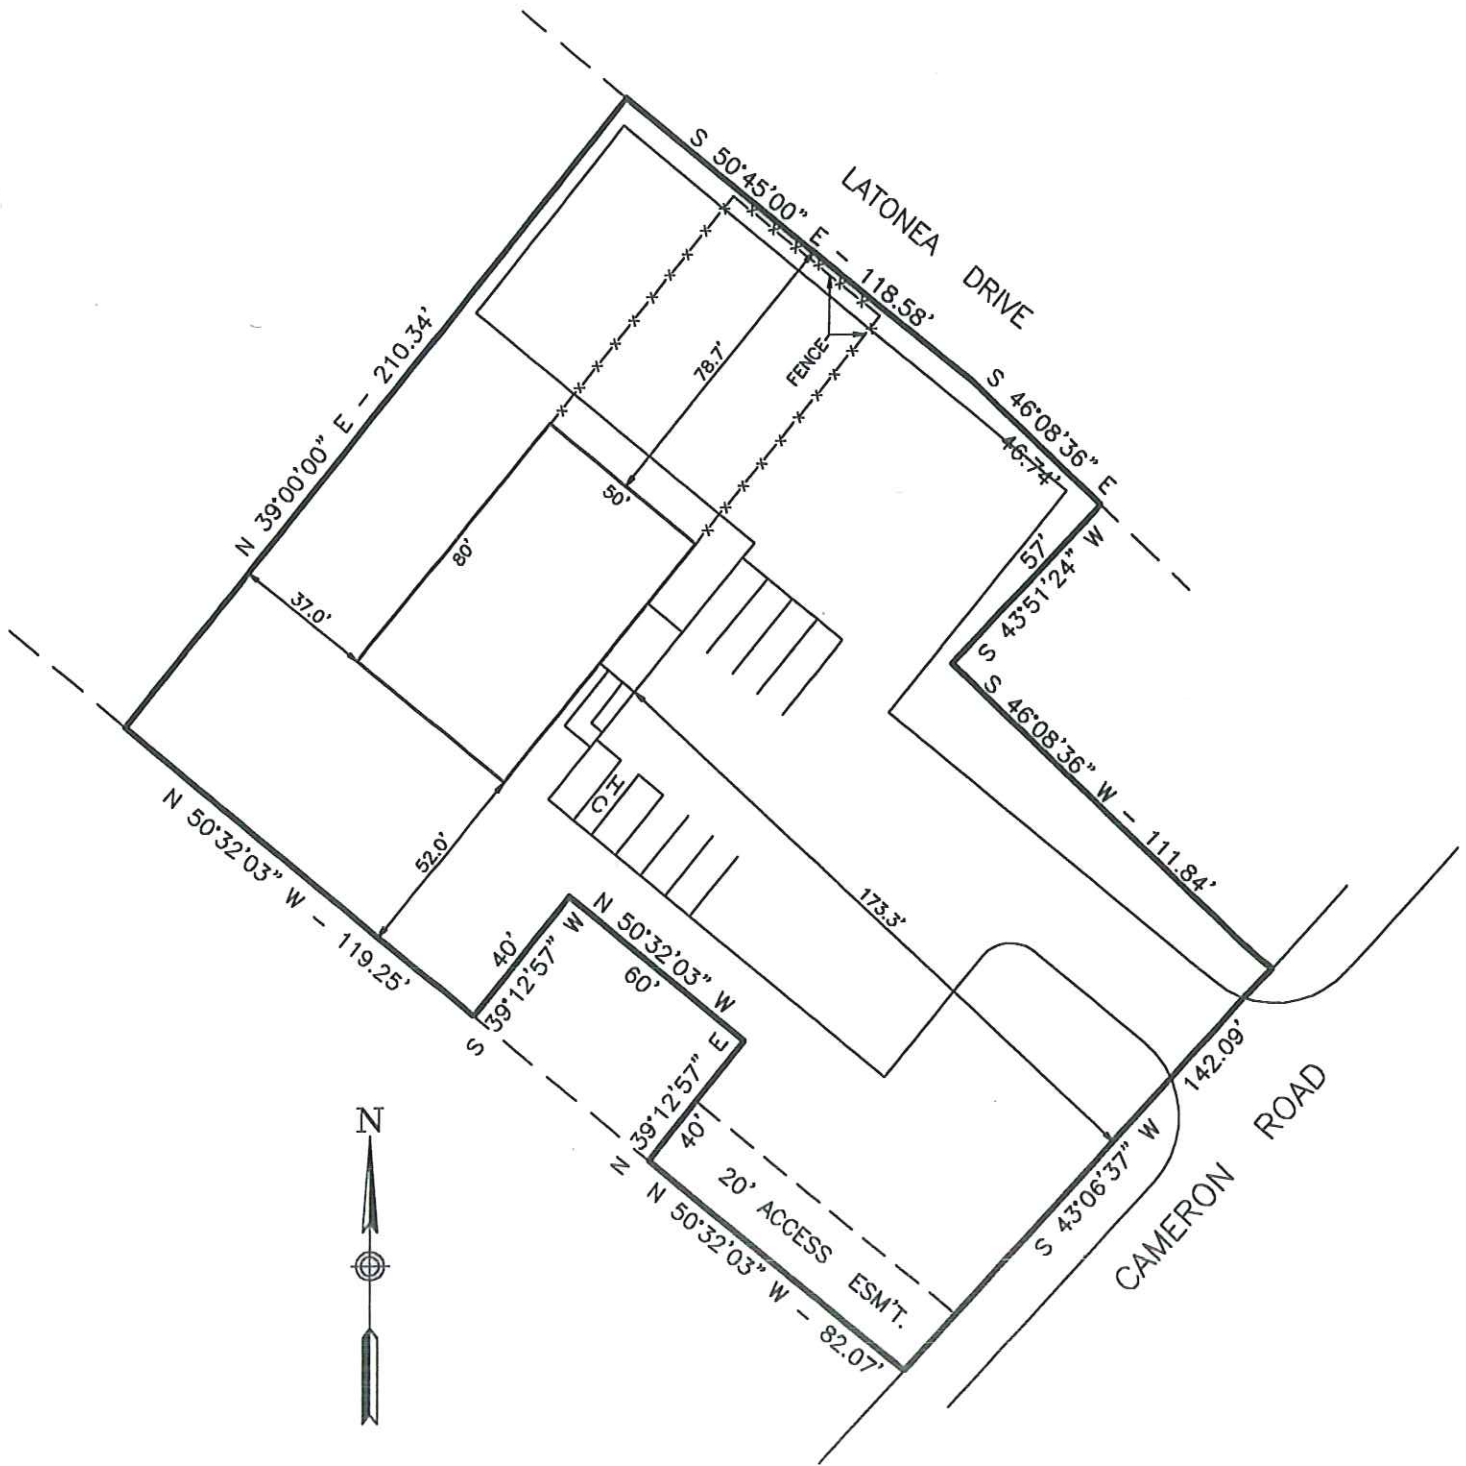 S 50°45'00" E - 118.58'
LATONEA DRIVE
S 46°08'36" E
46.74'
N 39°00'00" E - 210.34'
78.7'
FENCE
50'
80'
57'
S 43°51'24" W
37.0'
S 46°08'36" W - 111.84'
H
C
52.0'
N 50°32'03" W - 119.25'
173.3'
40'
S 39°12'57" W
N 50°32'03" W
60'
N 39°12'57" E
40'
142.09'
S 43°06'37" W
CAMERON ROAD
20' ACCESS ESM'T.
N 50°32'03" W - 82.07'
N